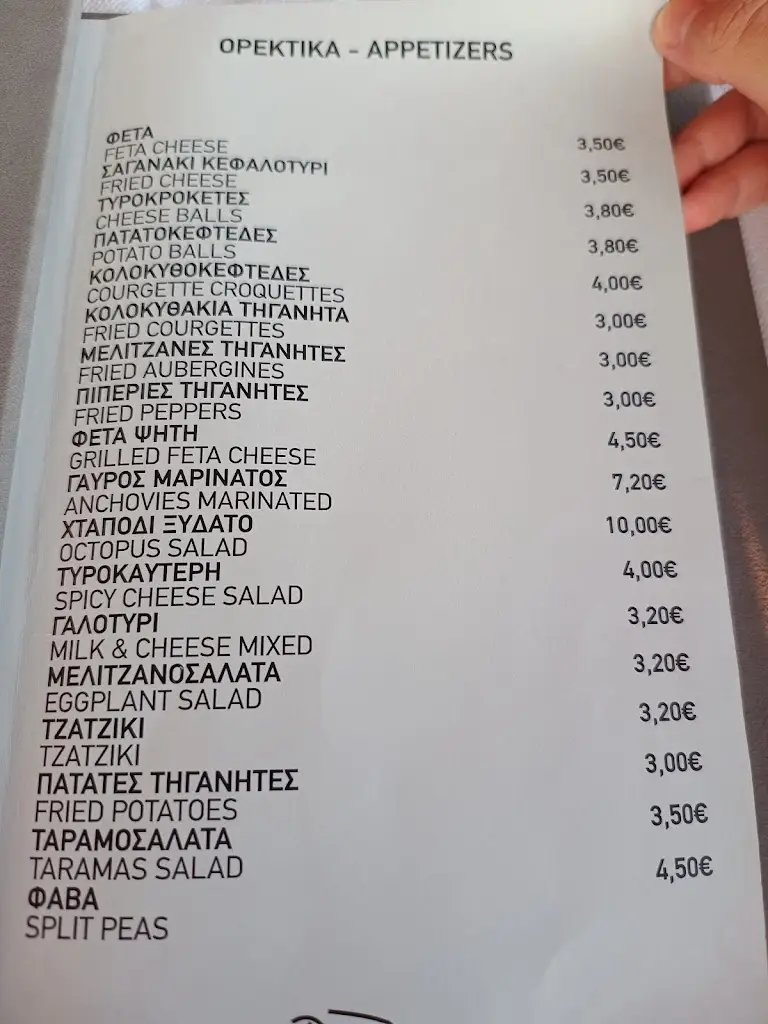 ΟΡΕΚΤΙΚΑ - APPETIZERS
ΦΕΤΑ
FETA CHEESE 3,50€
ΣΑΓΑΝΑΚΙ ΚΕΦΑΛΟΤΥΡΙ
FRIED CHEESE 3,50€
ΤΥΡΟΚΡΟΚΕΤΕΣ
CHEESE BALLS 3,80€
ΠΑΤΑΤΟΚΕΦΤΕΔΕΣ
POTATO BALLS 3,80€
ΚΟΛΟΚΥΘΟΚΕΦΤΕΔΕΣ
COURGETTE CROQUETTES 4,00€
ΚΟΛΟΚΥΘΑΚΙΑ ΤΗΓΑΝΗΤΑ
FRIED COURGETTES 3,00€
ΜΕΛΙΤΖΑΝΕΣ ΤΗΓΑΝΗΤΕΣ
FRIED AUBERGINES 3,00€
ΠΙΠΕΡΙΕΣ ΤΗΓΑΝΗΤΕΣ
FRIED PEPPERS 3,00€
ΦΕΤΑ ΨΗΤΗ
GRILLED FETA CHEESE 4,50€
ΓΑΥΡΟΣ ΜΑΡΙΝΑΤΟΣ
ANCHOVIES MARINATED 7,20€
ΧΤΑΠΟΔΙ ΞΥΔΑΤΟ
OCTOPUS SALAD 10,00€
ΤΥΡΟΚΑΥΤΕΡΗ
SPICY CHEESE SALAD 4,00€
ΓΑΛΟΤΥΡΙ
MILK & CHEESE MIXED 3,20€
ΜΕΛΙΤΖΑΝΟΣΑΛΑΤΑ
EGGPLANT SALAD 3,20€
ΤΖΑΤΖΙΚΙ
TZATZIKI 3,20€
ΠΑΤΑΤΕΣ ΤΗΓΑΝΗΤΕΣ
FRIED POTATOES 3,00€
ΤΑΡΑΜΟΣΑΛΑΤΑ
TARAMAS SALAD 3,50€
ΦΑΒΑ
SPLIT PEAS 4,50€